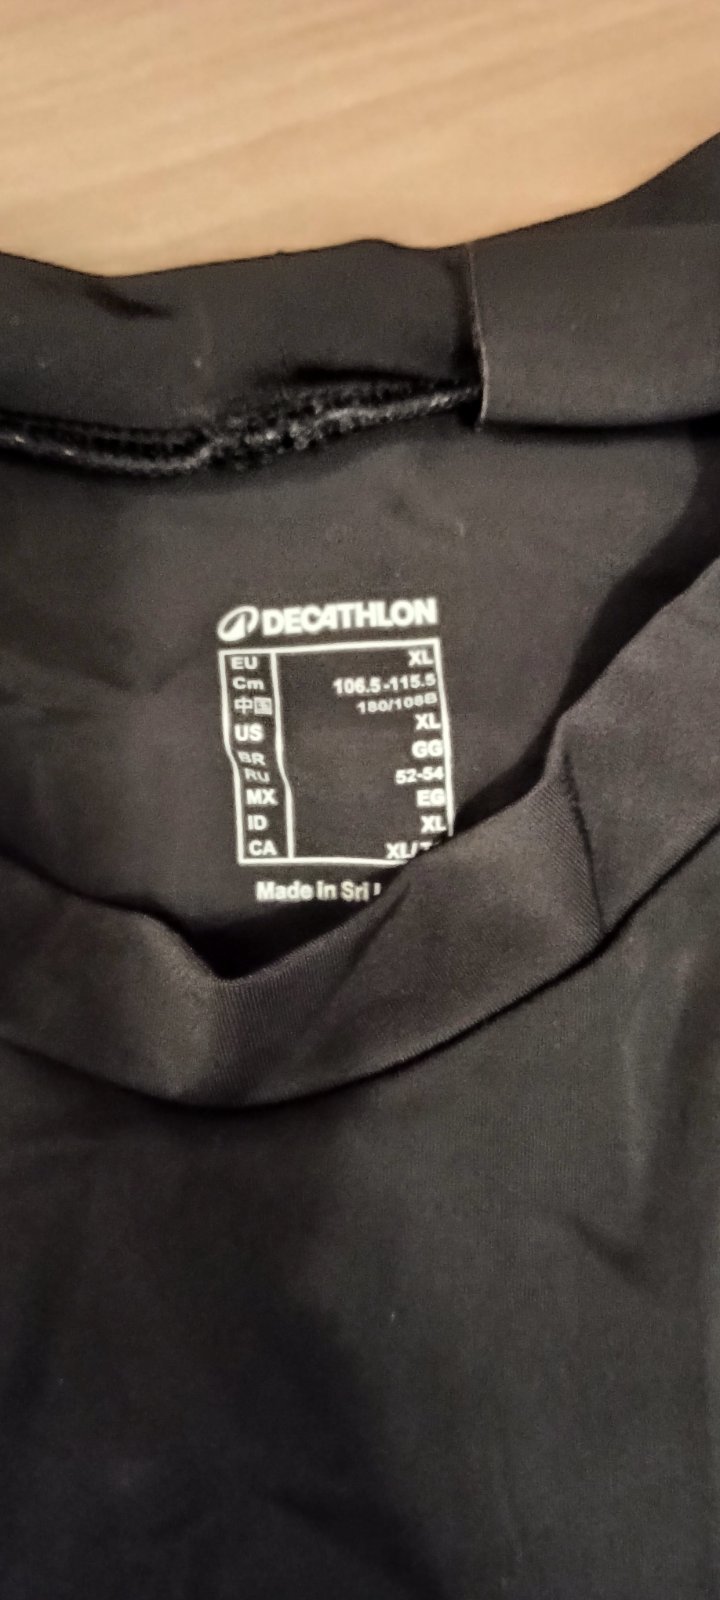 DECATHLON
EU XL
Cm 106.5-115.5
中国 180/108B
US XL
BR GG
RU 52-54
MX EG
ID XL
CA XL/
Made in Sri